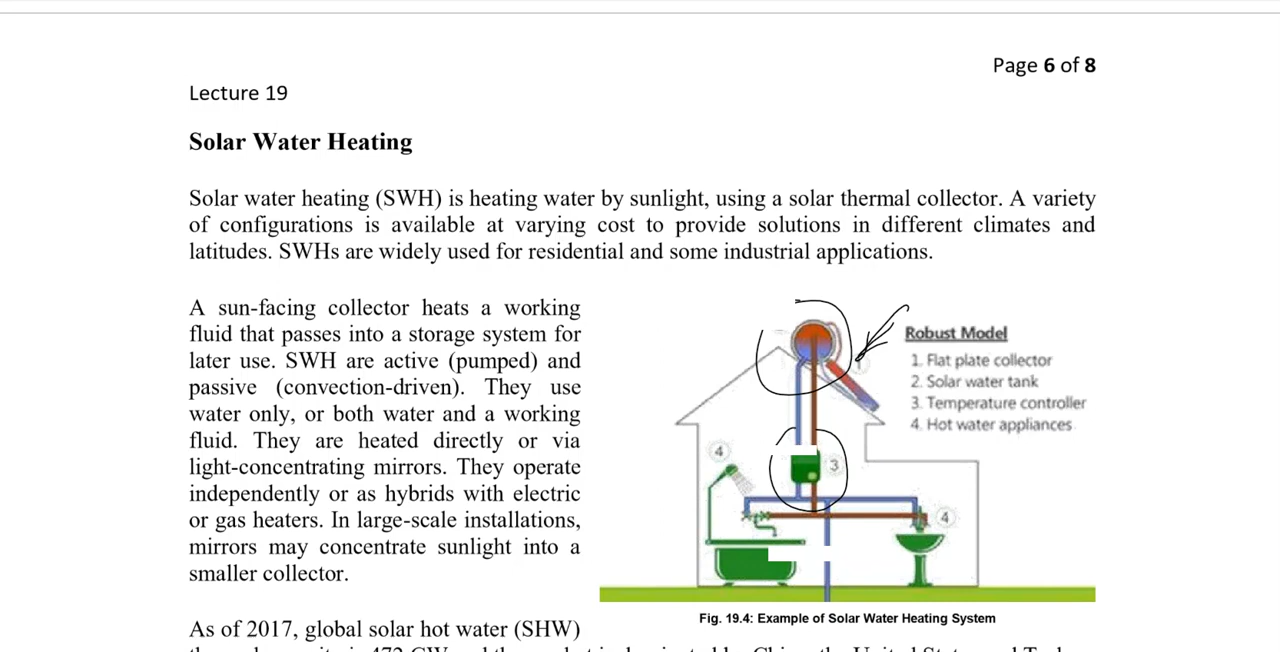 Page 6 of 8
Lecture 19
Solar Water Heating
Solar water heating (SWH) is heating water by sunlight, using a solar thermal collector. A variety
of configurations is available at varying cost to provide solutions in different climates and
latitudes. SWHs are widely used for residential and some industrial applications.
A sun-facing collector heats a working
fluid that passes into a storage system for
later use. SWH are active (pumped) and
passive (convection-driven). They use
water only, or both water and a working
fluid. They are heated directly or via
light-concentrating mirrors. They operate
independently or as hybrids with electric
or gas heaters. In large-scale installations,
mirrors may concentrate sunlight into a
smaller collector.
As of 2017, global solar hot water (SHW)
Robust Model
1. Flat plate collector
2. Solar water tank
3. Temperature controller
4. Hot water appliances
1
4
3
4
Fig. 19.4: Example of Solar Water Heating System